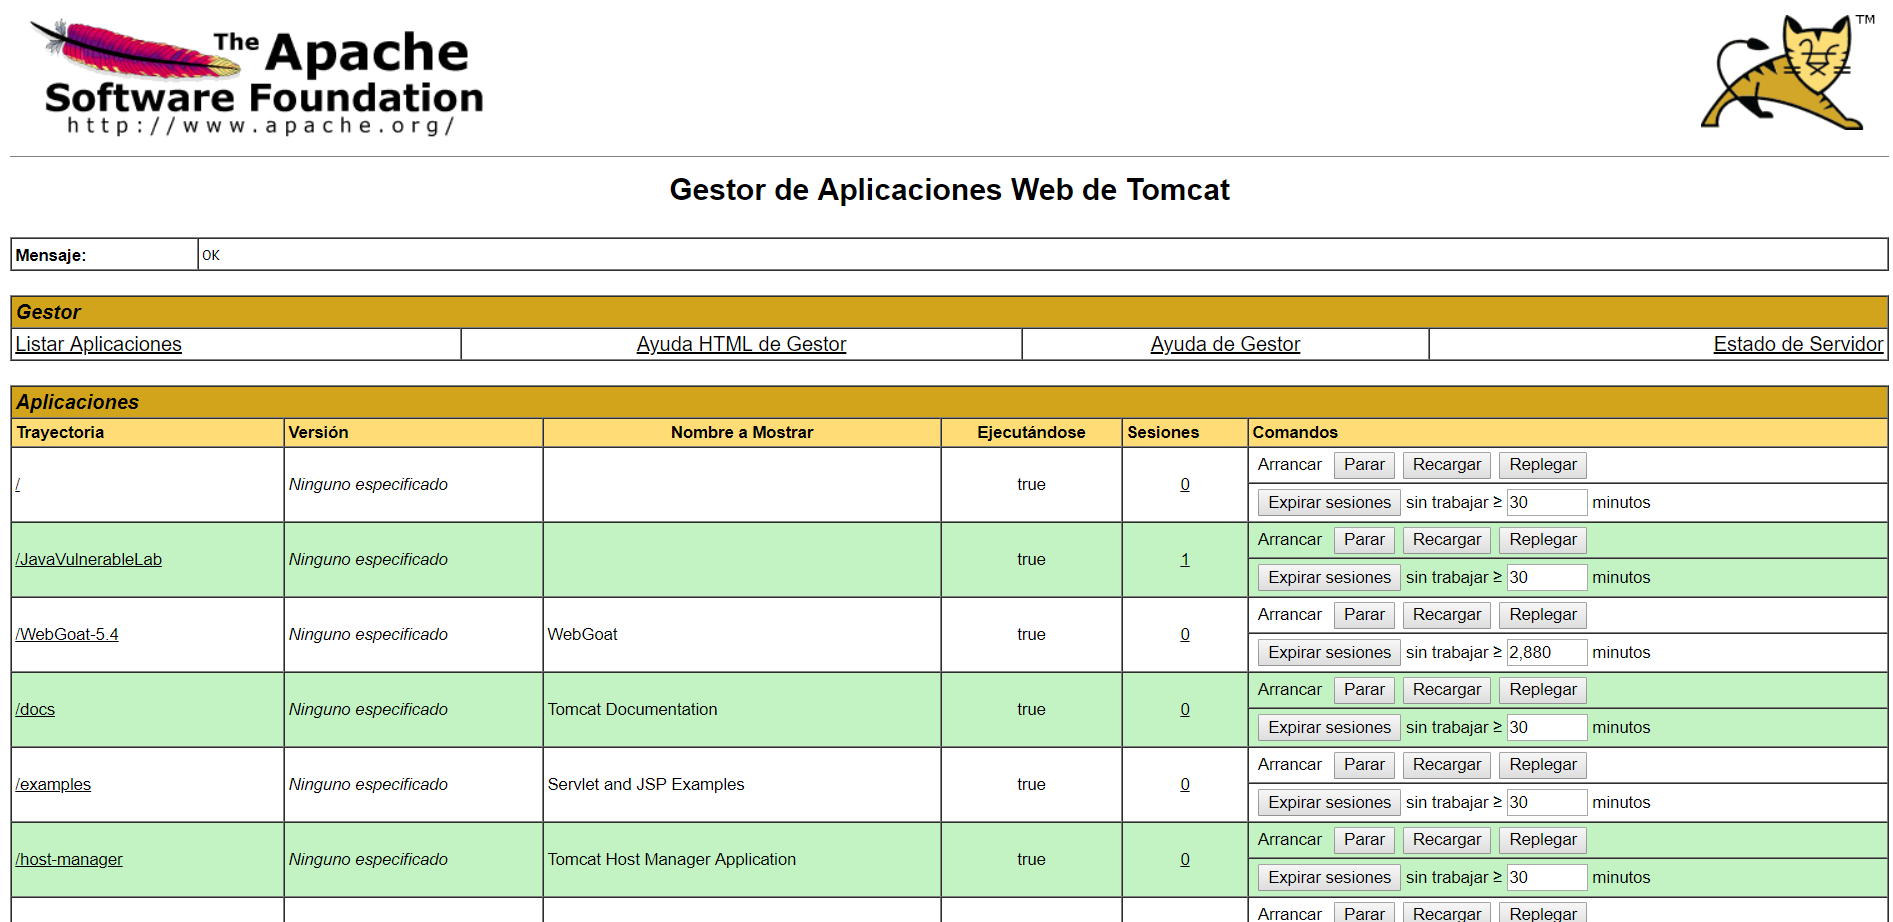 The Apache
Software Foundation
http://www.apache.org/
TM
Gestor de Aplicaciones Web de Tomcat
Mensaje: OK
Gestor
Listar Aplicaciones Ayuda HTML de Gestor Ayuda de Gestor Estado de Servidor
Aplicaciones
Trayectoria Versión Nombre a Mostrar Ejecutándose Sesiones Comandos
/ Ninguno especificado true 0
Arrancar Parar Recargar Replegar
Expirar sesiones sin trabajar ≥ 30 minutos
/JavaVulnerableLab Ninguno especificado true 1
Arrancar Parar Recargar Replegar
Expirar sesiones sin trabajar ≥ 30 minutos
/WebGoat-5.4 Ninguno especificado WebGoat true 0
Arrancar Parar Recargar Replegar
Expirar sesiones sin trabajar ≥ 2,880 minutos
/docs Ninguno especificado Tomcat Documentation true 0
Arrancar Parar Recargar Replegar
Expirar sesiones sin trabajar ≥ 30 minutos
/examples Ninguno especificado Servlet and JSP Examples true 0
Arrancar Parar Recargar Replegar
Expirar sesiones sin trabajar ≥ 30 minutos
/host-manager Ninguno especificado Tomcat Host Manager Application true 0
Arrancar Parar Recargar Replegar
Expirar sesiones sin trabajar ≥ 30 minutos
Arrancar Parar Recargar Replegar